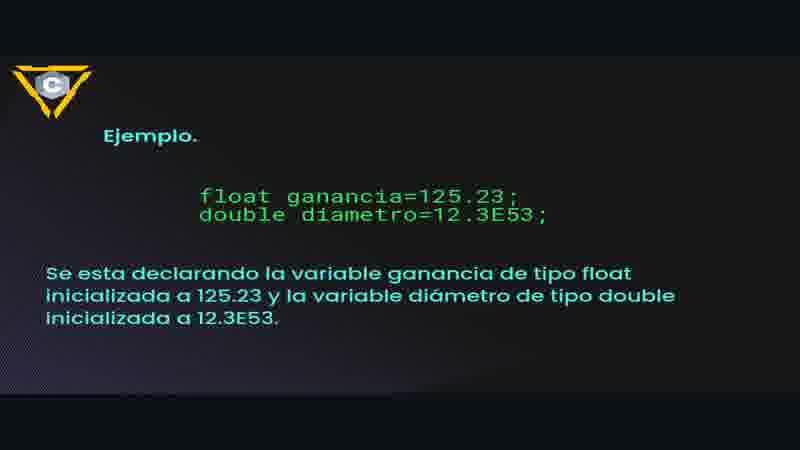 C
Ejemplo.
float ganancia=125.23;
double diametro=12.3E53;
Se esta declarando la variable ganancia de tipo float
inicializada a 125.23 y la variable diámetro de tipo double
inicializada a 12.3E53.